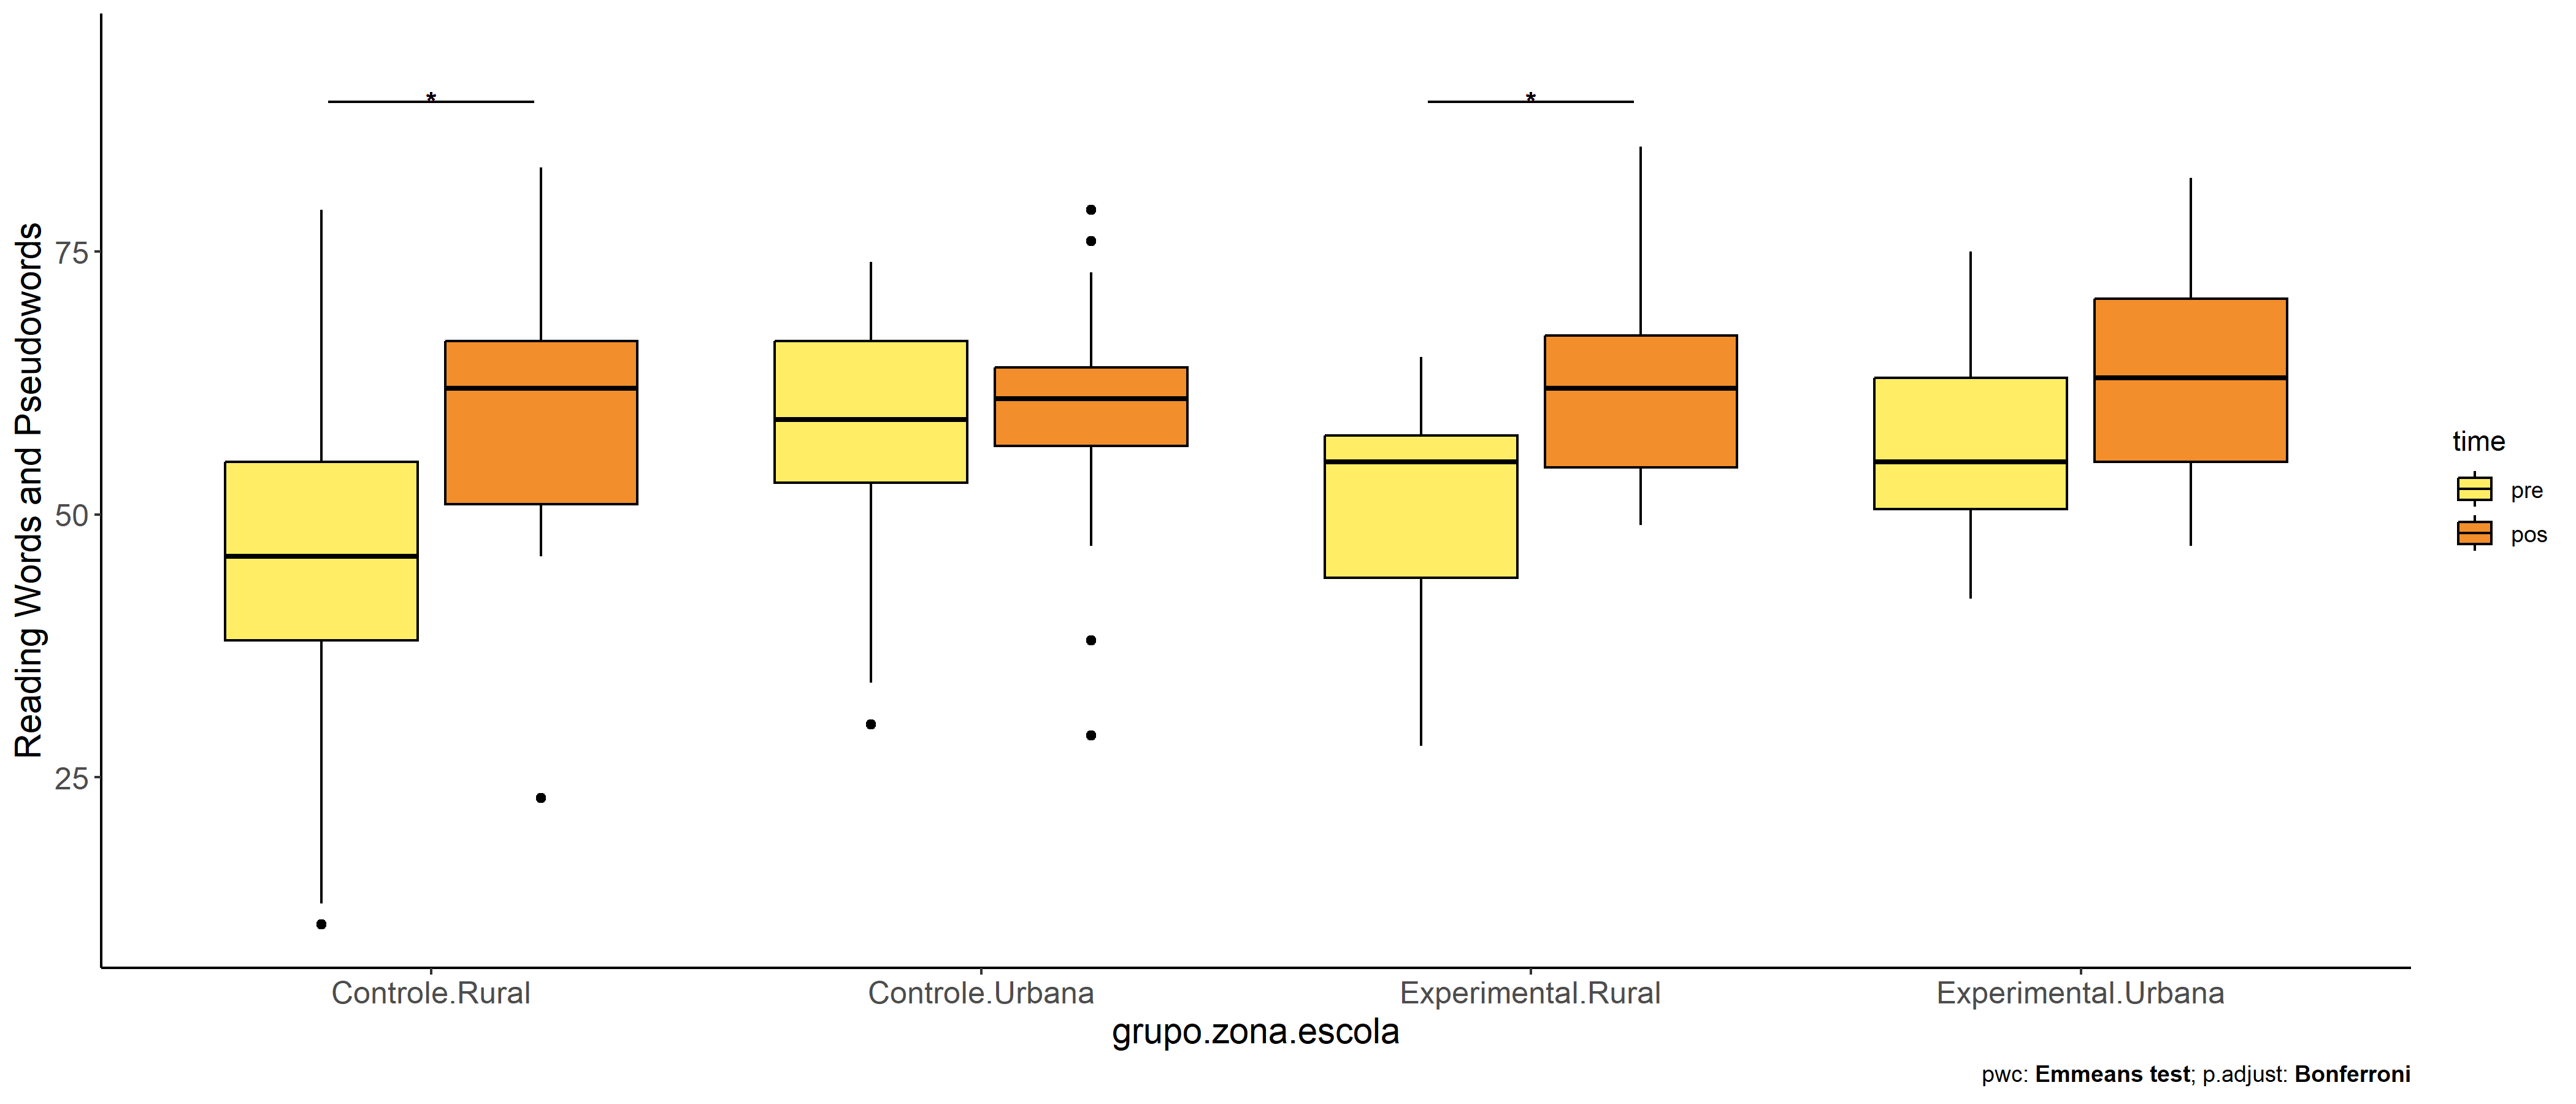 *
*
Reading Words and Pseudowords
75
50
25
Controle.Rural
Controle.Urbana
Experimental.Rural
Experimental.Urbana
grupo.zona.escola
time
pre
pos
pwc: Emmeans test; p.adjust: Bonferroni